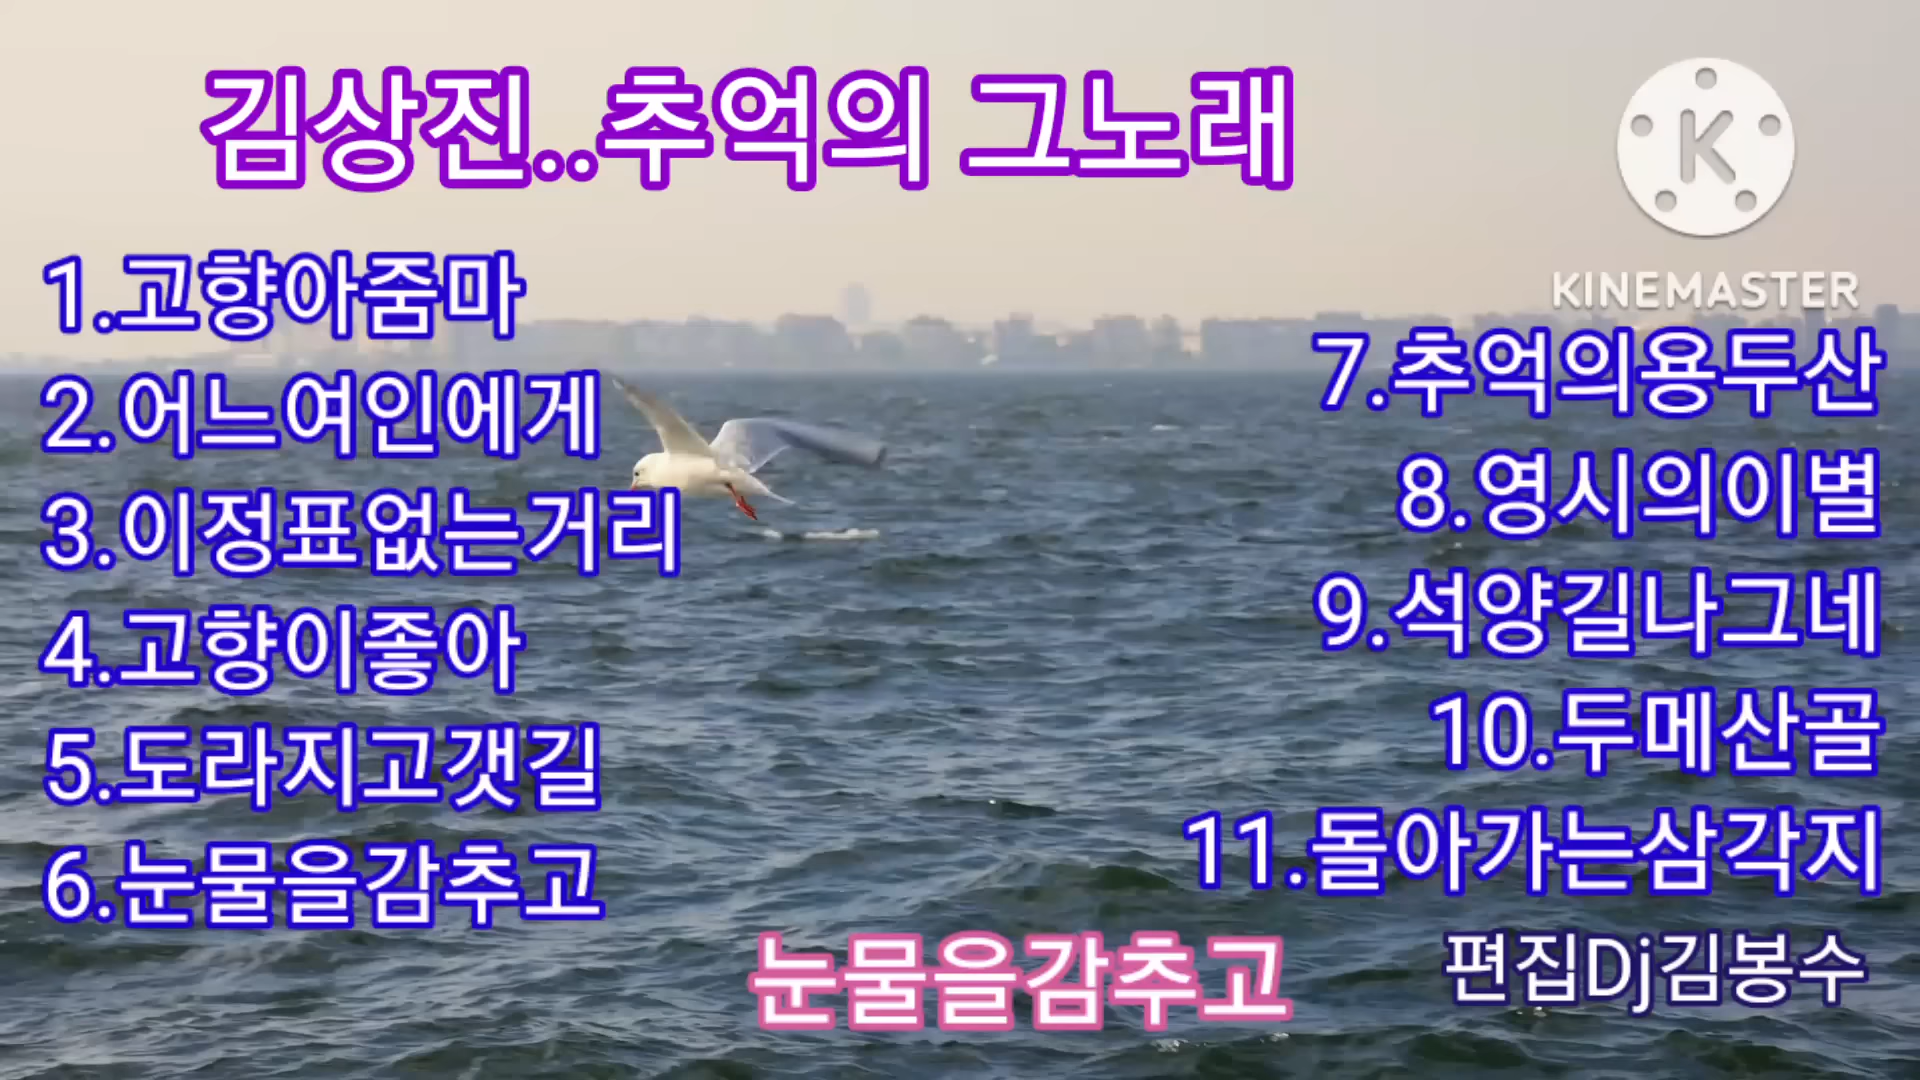 김상진..추억의 그노래
KINEMASTER
1.고향아줌마
2.어느여인에게
3.이정표없는거리
4.고향이좋아
5.도라지고갯길
6.눈물을감추고
7.추억의용두산
8.영시의이별
9.석양길나그네
10.두메산골
11.돌아가는삼각지
눈물을감추고
편집Dj김봉수